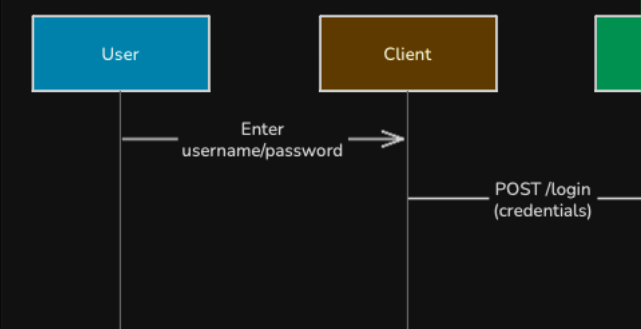 User
Client
Enter
username/password
POST /login
(credentials)